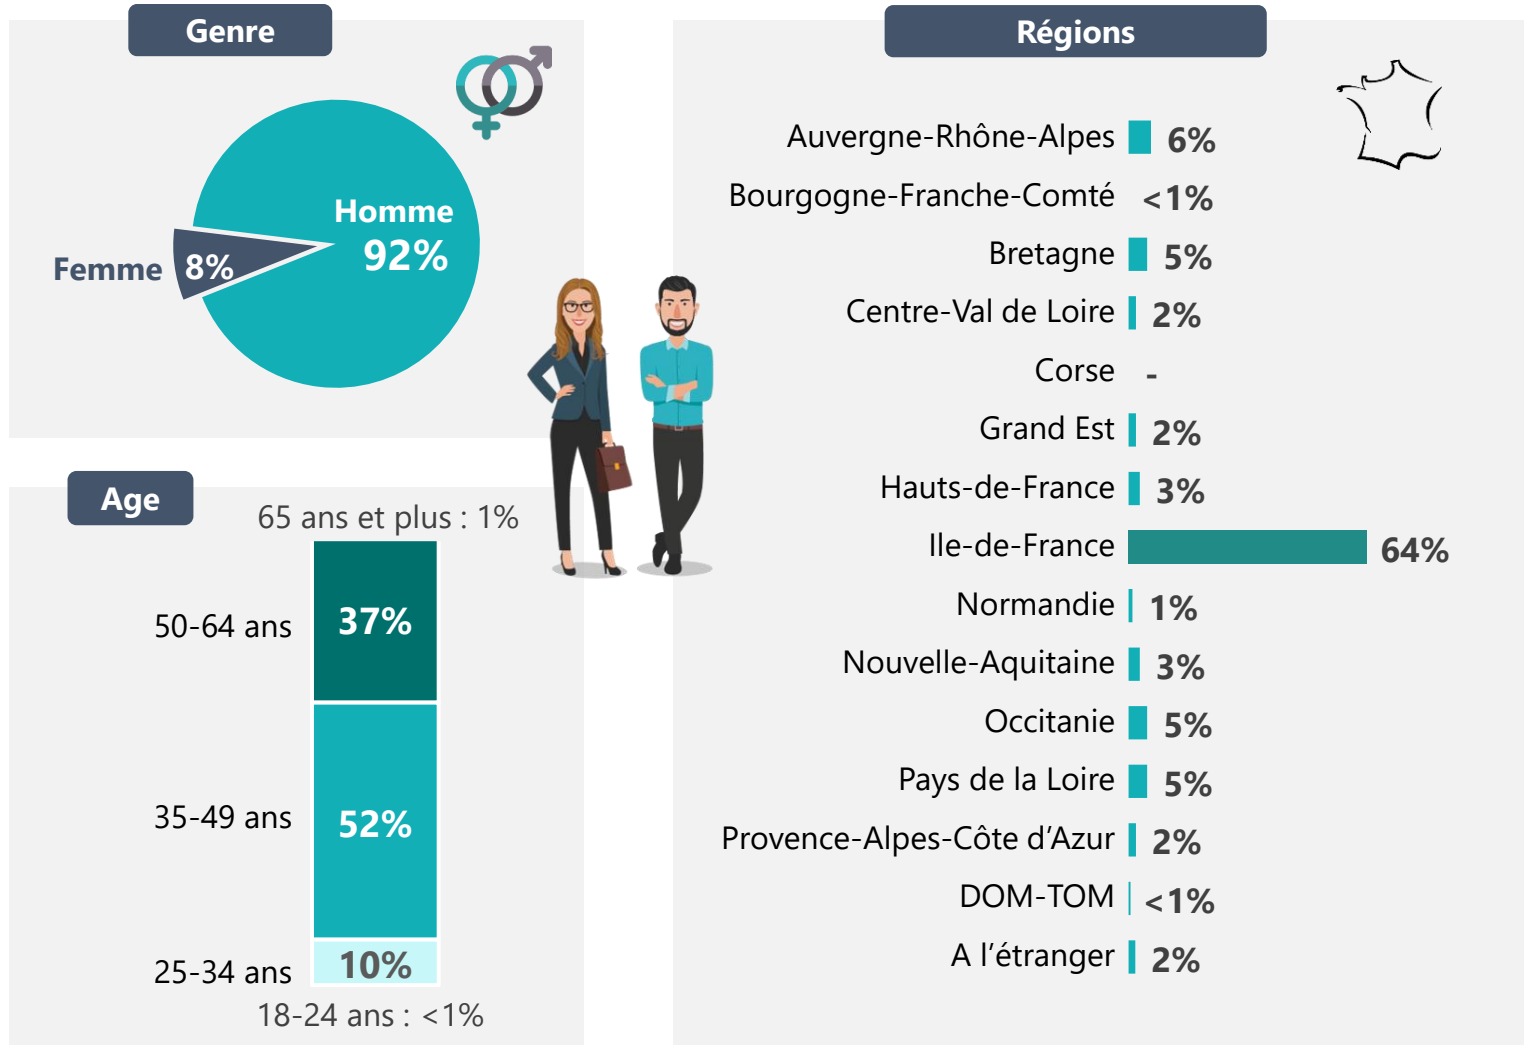 Genre
Homme
92%
Femme 8%
Age
65 ans et plus : 1%
50-64 ans 37%
35-49 ans 52%
25-34 ans 10%
18-24 ans : <1%
Régions
Auvergne-Rhône-Alpes 6%
Bourgogne-Franche-Comté <1%
Bretagne 5%
Centre-Val de Loire 2%
Corse -
Grand Est 2%
Hauts-de-France 3%
Ile-de-France 64%
Normandie 1%
Nouvelle-Aquitaine 3%
Occitanie 5%
Pays de la Loire 5%
Provence-Alpes-Côte d’Azur 2%
DOM-TOM <1%
A l’étranger 2%